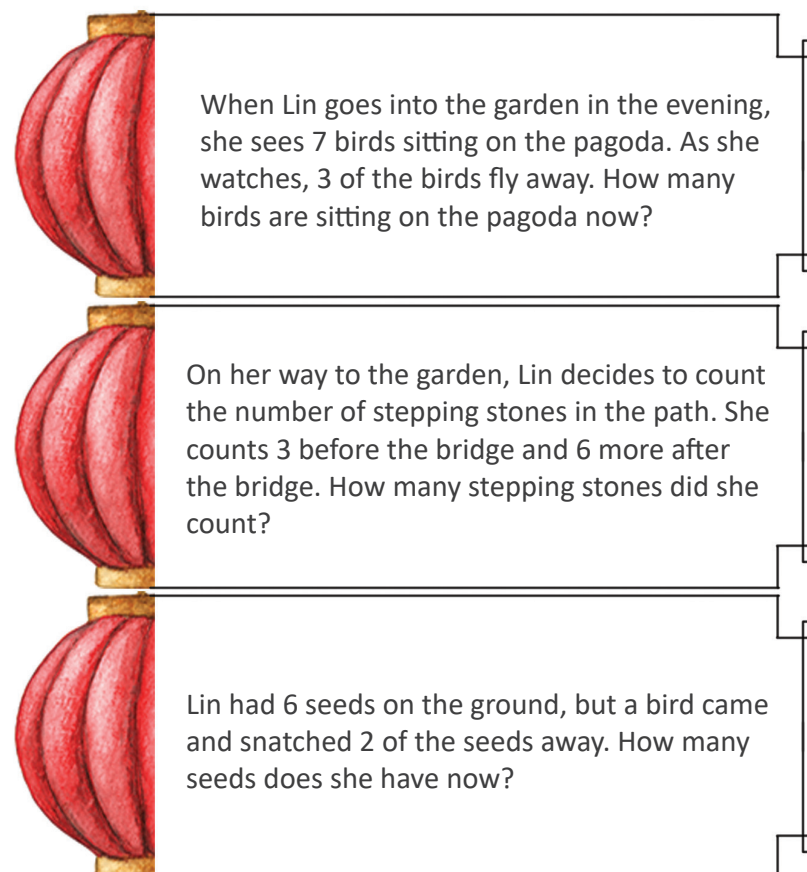 When Lin goes into the garden in the evening,
she sees 7 birds sitting on the pagoda. As she
watches, 3 of the birds fly away. How many
birds are sitting on the pagoda now?
On her way to the garden, Lin decides to count
the number of stepping stones in the path. She
counts 3 before the bridge and 6 more after
the bridge. How many stepping stones did she
count?
Lin had 6 seeds on the ground, but a bird came
and snatched 2 of the seeds away. How many
seeds does she have now?